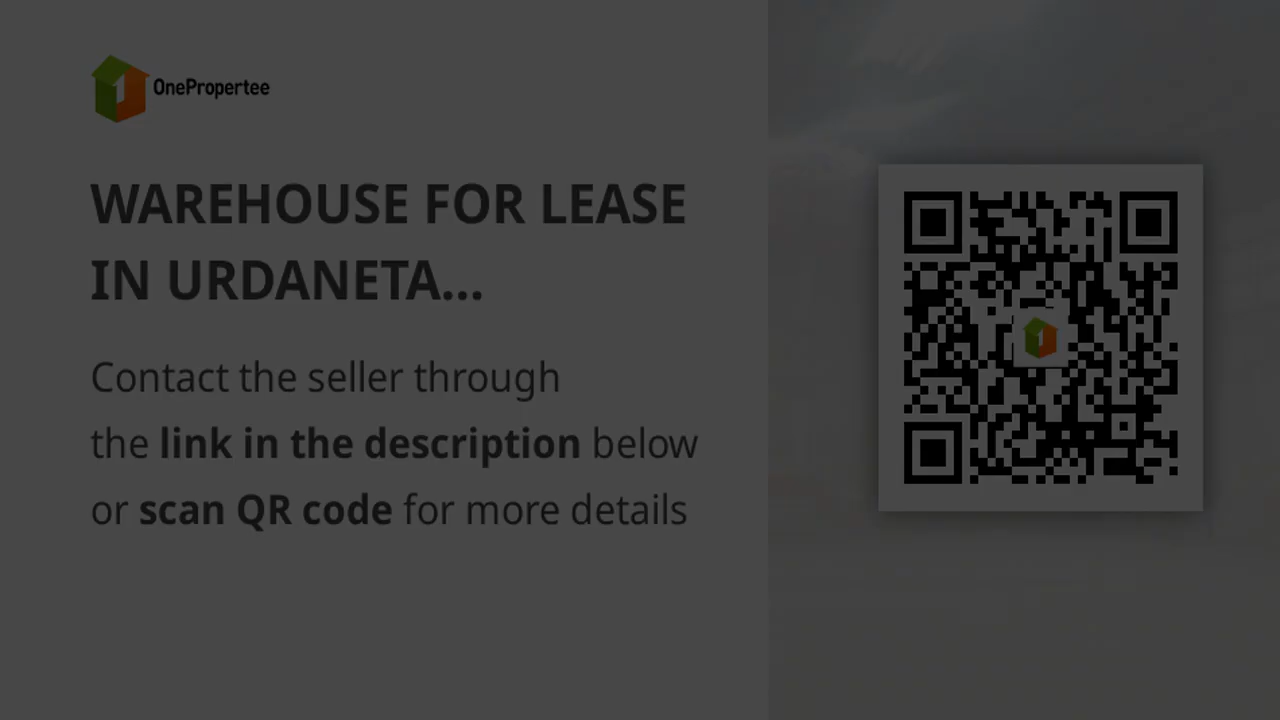 OnePropertee
WAREHOUSE FOR LEASE
IN URDANETA...
Contact the seller through
the link in the description below
or scan QR code for more details